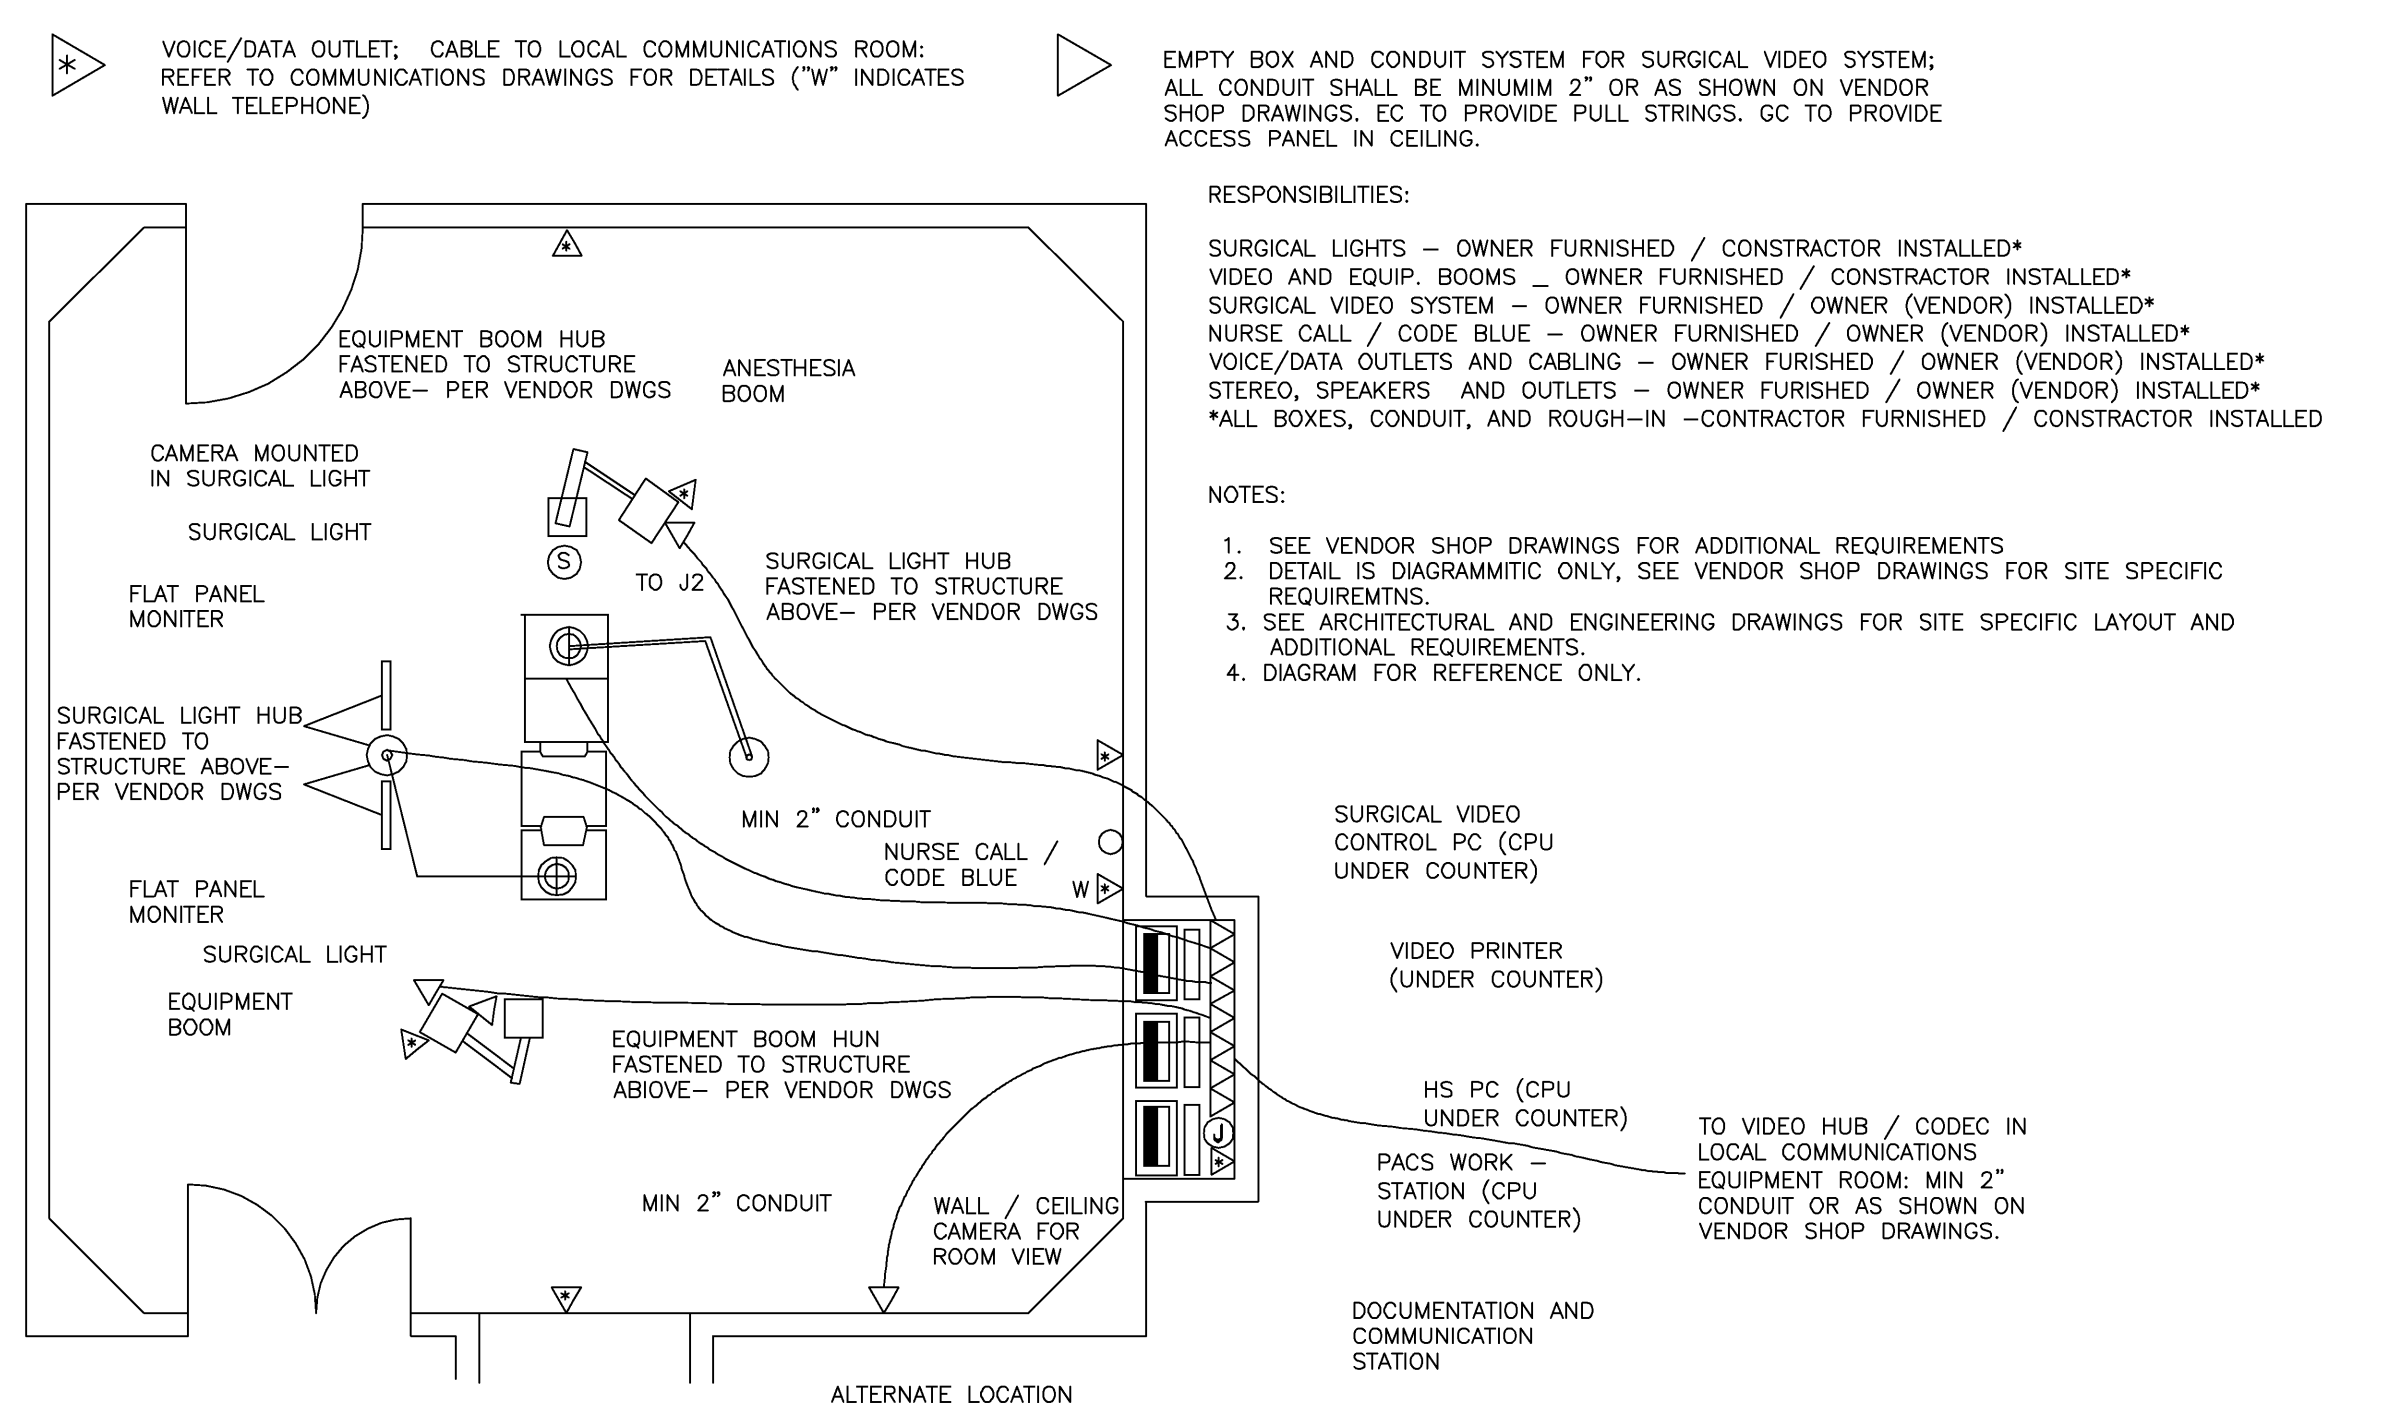 *
VOICE/DATA OUTLET; CABLE TO LOCAL COMMUNICATIONS ROOM:
REFER TO COMMUNICATIONS DRAWINGS FOR DETAILS ("W" INDICATES
WALL TELEPHONE)
EMPTY BOX AND CONDUIT SYSTEM FOR SURGICAL VIDEO SYSTEM;
ALL CONDUIT SHALL BE MINUMIM 2" OR AS SHOWN ON VENDOR
SHOP DRAWINGS. EC TO PROVIDE PULL STRINGS. GC TO PROVIDE
ACCESS PANEL IN CEILING.
RESPONSIBILITIES:
SURGICAL LIGHTS – OWNER FURNISHED / CONSTRACTOR INSTALLED*
VIDEO AND EQUIP. BOOMS _ OWNER FURNISHED / CONSTRACTOR INSTALLED*
SURGICAL VIDEO SYSTEM – OWNER FURNISHED / OWNER (VENDOR) INSTALLED*
NURSE CALL / CODE BLUE – OWNER FURNISHED / OWNER (VENDOR) INSTALLED*
VOICE/DATA OUTLETS AND CABLING – OWNER FURISHED / OWNER (VENDOR) INSTALLED*
STEREO, SPEAKERS AND OUTLETS – OWNER FURISHED / OWNER (VENDOR) INSTALLED*
*ALL BOXES, CONDUIT, AND ROUGH–IN –CONTRACTOR FURNISHED / CONSTRACTOR INSTALLED
NOTES:
1. SEE VENDOR SHOP DRAWINGS FOR ADDITIONAL REQUIREMENTS
2. DETAIL IS DIAGRAMMITIC ONLY, SEE VENDOR SHOP DRAWINGS FOR SITE SPECIFIC
REQUIREMTNS.
3. SEE ARCHITECTURAL AND ENGINEERING DRAWINGS FOR SITE SPECIFIC LAYOUT AND
ADDITIONAL REQUIREMENTS.
4. DIAGRAM FOR REFERENCE ONLY.
*
EQUIPMENT BOOM HUB
FASTENED TO STRUCTURE
ABOVE– PER VENDOR DWGS
ANESTHESIA
BOOM
CAMERA MOUNTED
IN SURGICAL LIGHT
SURGICAL LIGHT
*
S
TO J2
SURGICAL LIGHT HUB
FASTENED TO STRUCTURE
ABOVE– PER VENDOR DWGS
FLAT PANEL
MONITER
SURGICAL LIGHT HUB
FASTENED TO
STRUCTURE ABOVE–
PER VENDOR DWGS
*
MIN 2" CONDUIT
NURSE CALL /
CODE BLUE
W *
FLAT PANEL
MONITER
SURGICAL LIGHT
EQUIPMENT
BOOM
*
EQUIPMENT BOOM HUN
FASTENED TO STRUCTURE
ABIOVE– PER VENDOR DWGS
MIN 2" CONDUIT
WALL / CEILING
CAMERA FOR
ROOM VIEW
*
J
*
SURGICAL VIDEO
CONTROL PC (CPU
UNDER COUNTER)
VIDEO PRINTER
(UNDER COUNTER)
HS PC (CPU
UNDER COUNTER)
PACS WORK –
STATION (CPU
UNDER COUNTER)
TO VIDEO HUB / CODEC IN
LOCAL COMMUNICATIONS
EQUIPMENT ROOM: MIN 2"
CONDUIT OR AS SHOWN ON
VENDOR SHOP DRAWINGS.
DOCUMENTATION AND
COMMUNICATION
STATION
ALTERNATE LOCATION